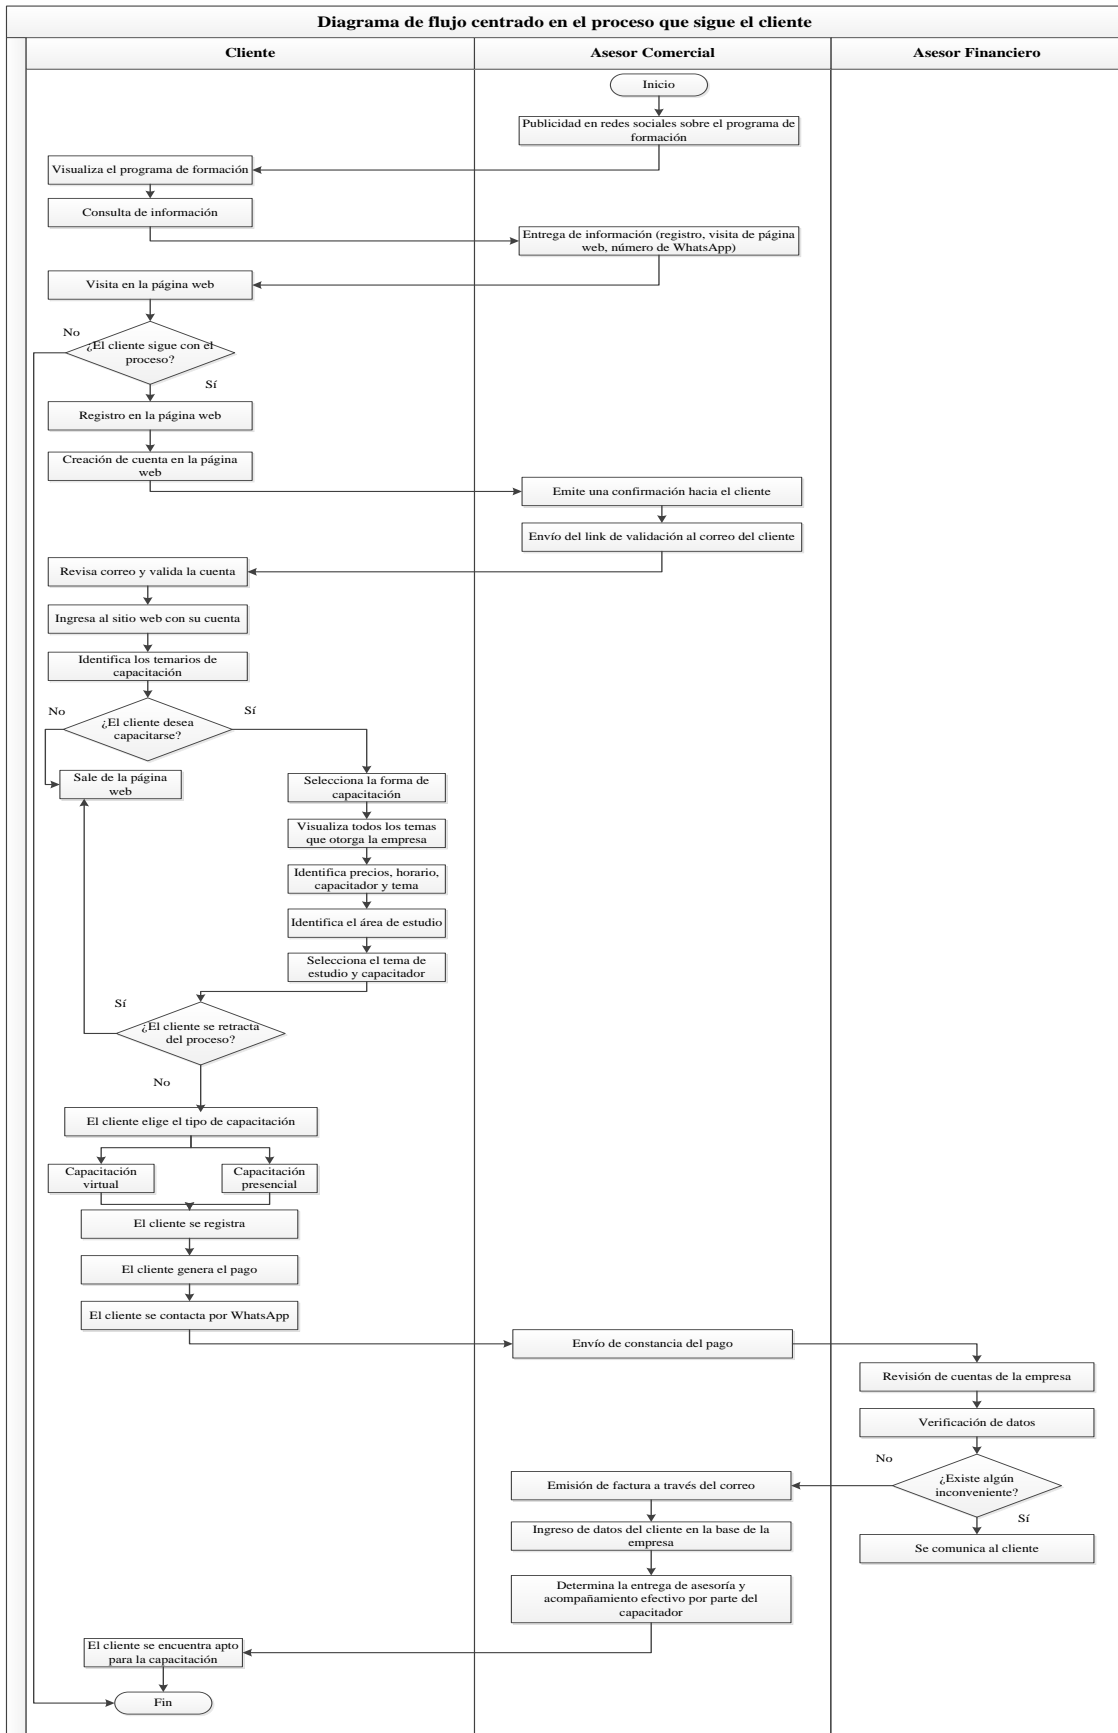 Diagrama de flujo centrado en el proceso que sigue el cliente
Cliente
Asesor Comercial
Asesor Financiero
Inicio
Publicidad en redes sociales sobre el programa de
formación
Visualiza el programa de formación
Consulta de información
Entrega de información (registro, visita de página
web, número de WhatsApp)
Visita en la página web
No
¿El cliente sigue con el
proceso?
Sí
Registro en la página web
Creación de cuenta en la página
web
Emite una confirmación hacia el cliente
Envío del link de validación al correo del cliente
Revisa correo y valida la cuenta
Ingresa al sitio web con su cuenta
Identifica los temarios de
capacitación
No
Sí
¿El cliente desea
capacitarse?
Sale de la página
web
Selecciona la forma de
capacitación
Visualiza todos los temas
que otorga la empresa
Identifica precios, horario,
capacitador y tema
Identifica el área de estudio
Selecciona el tema de
estudio y capacitador
Sí
¿El cliente se retracta
del proceso?
No
El cliente elige el tipo de capacitación
Capacitación
virtual
Capacitación
presencial
El cliente se registra
El cliente genera el pago
El cliente se contacta por WhatsApp
Envío de constancia del pago
Revisión de cuentas de la empresa
Verificación de datos
No
¿Existe algún
inconveniente?
Sí
Emisión de factura a través del correo
Ingreso de datos del cliente en la base de la
empresa
Se comunica al cliente
Determina la entrega de asesoría y
acompañamiento efectivo por parte del
capacitador
El cliente se encuentra apto
para la capacitación
Fin